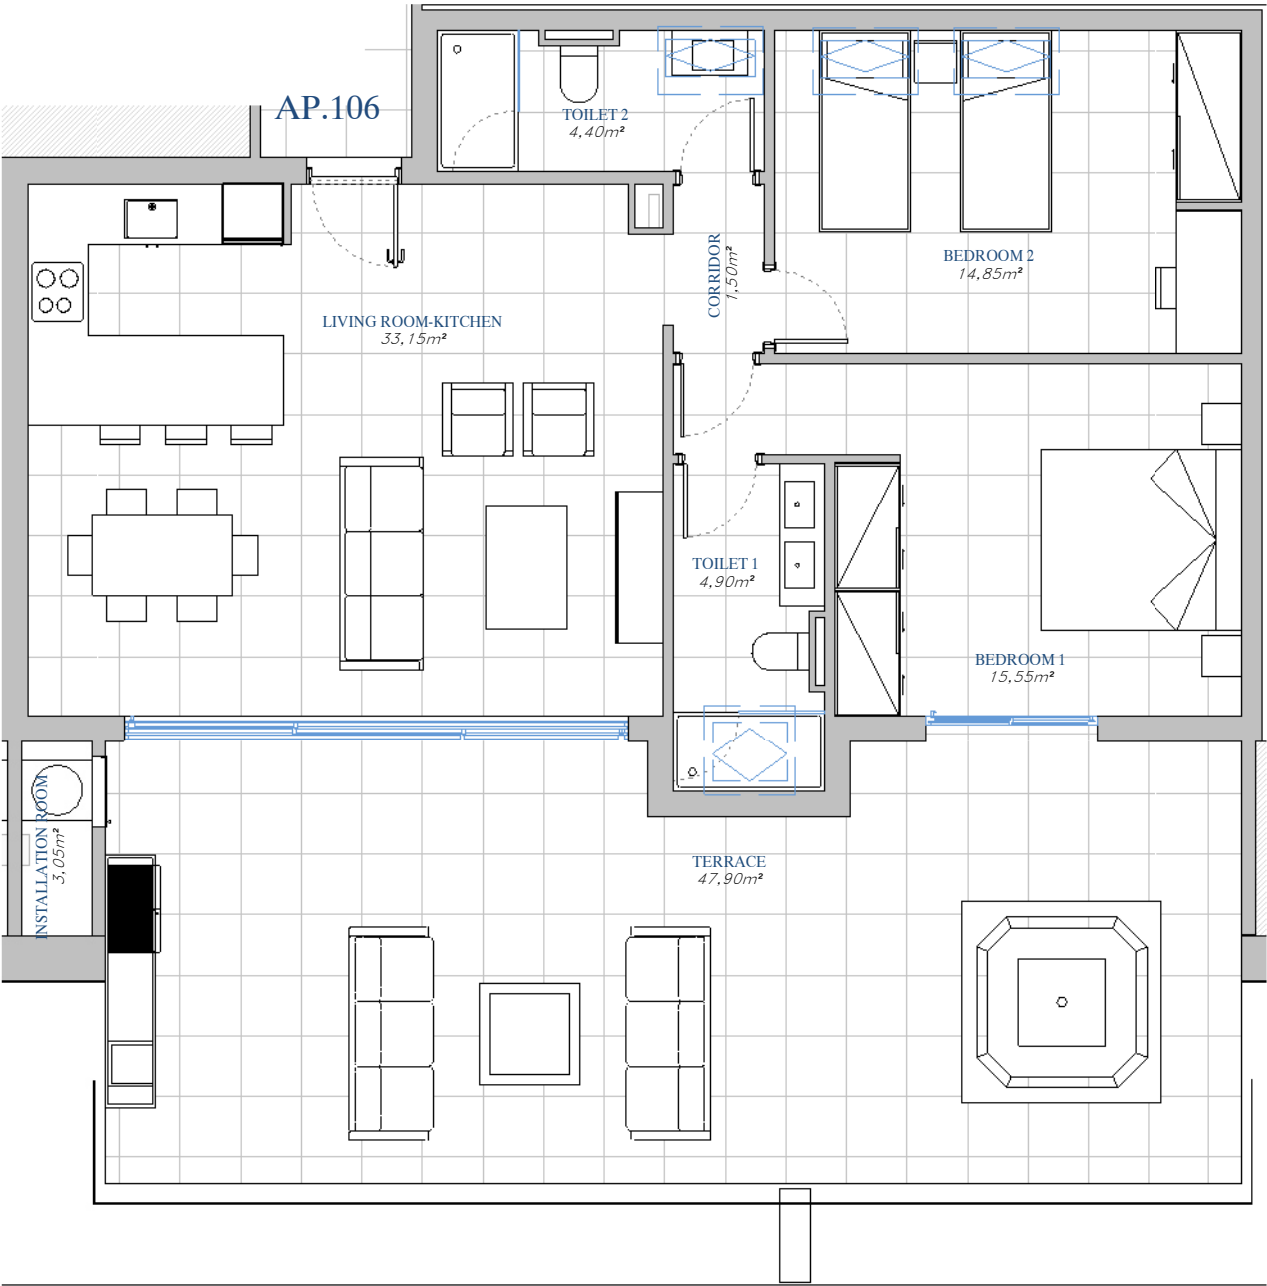 AP.106
TOILET 2
4,40m²
CORRIDOR
1,50m²
BEDROOM 2
14,85m²
LIVING ROOM-KITCHEN
33,15m²
TOILET 1
4,90m²
BEDROOM 1
15,55m²
INSTALLATION ROOM
3,05m²
TERRACE
47,90m²